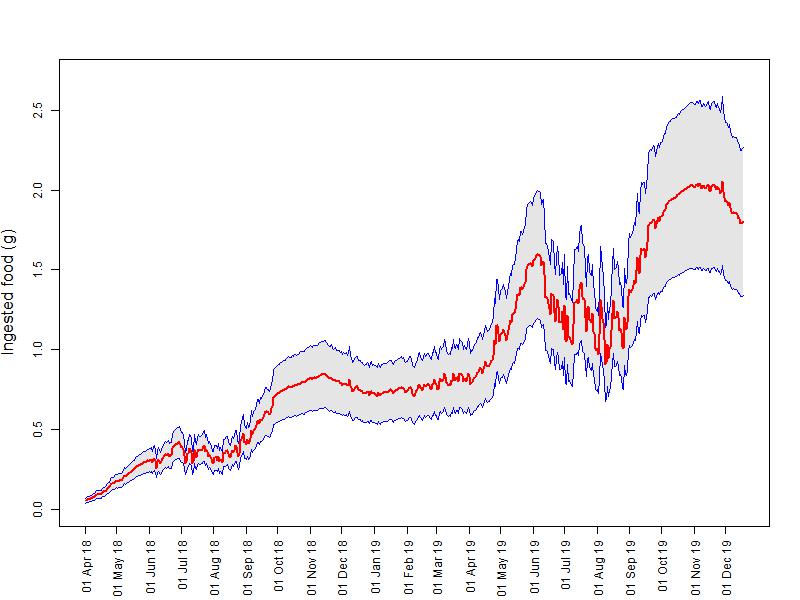 Ingested food (g)
2.5
2.0
1.5
1.0
0.5
0.0
01 Apr 18
01 May 18
01 Jun 18
01 Jul 18
01 Aug 18
01 Sep 18
01 Oct 18
01 Nov 18
01 Dec 18
01 Jan 19
01 Feb 19
01 Mar 19
01 Apr 19
01 May 19
01 Jun 19
01 Jul 19
01 Aug 19
01 Sep 19
01 Oct 19
01 Nov 19
01 Dec 19